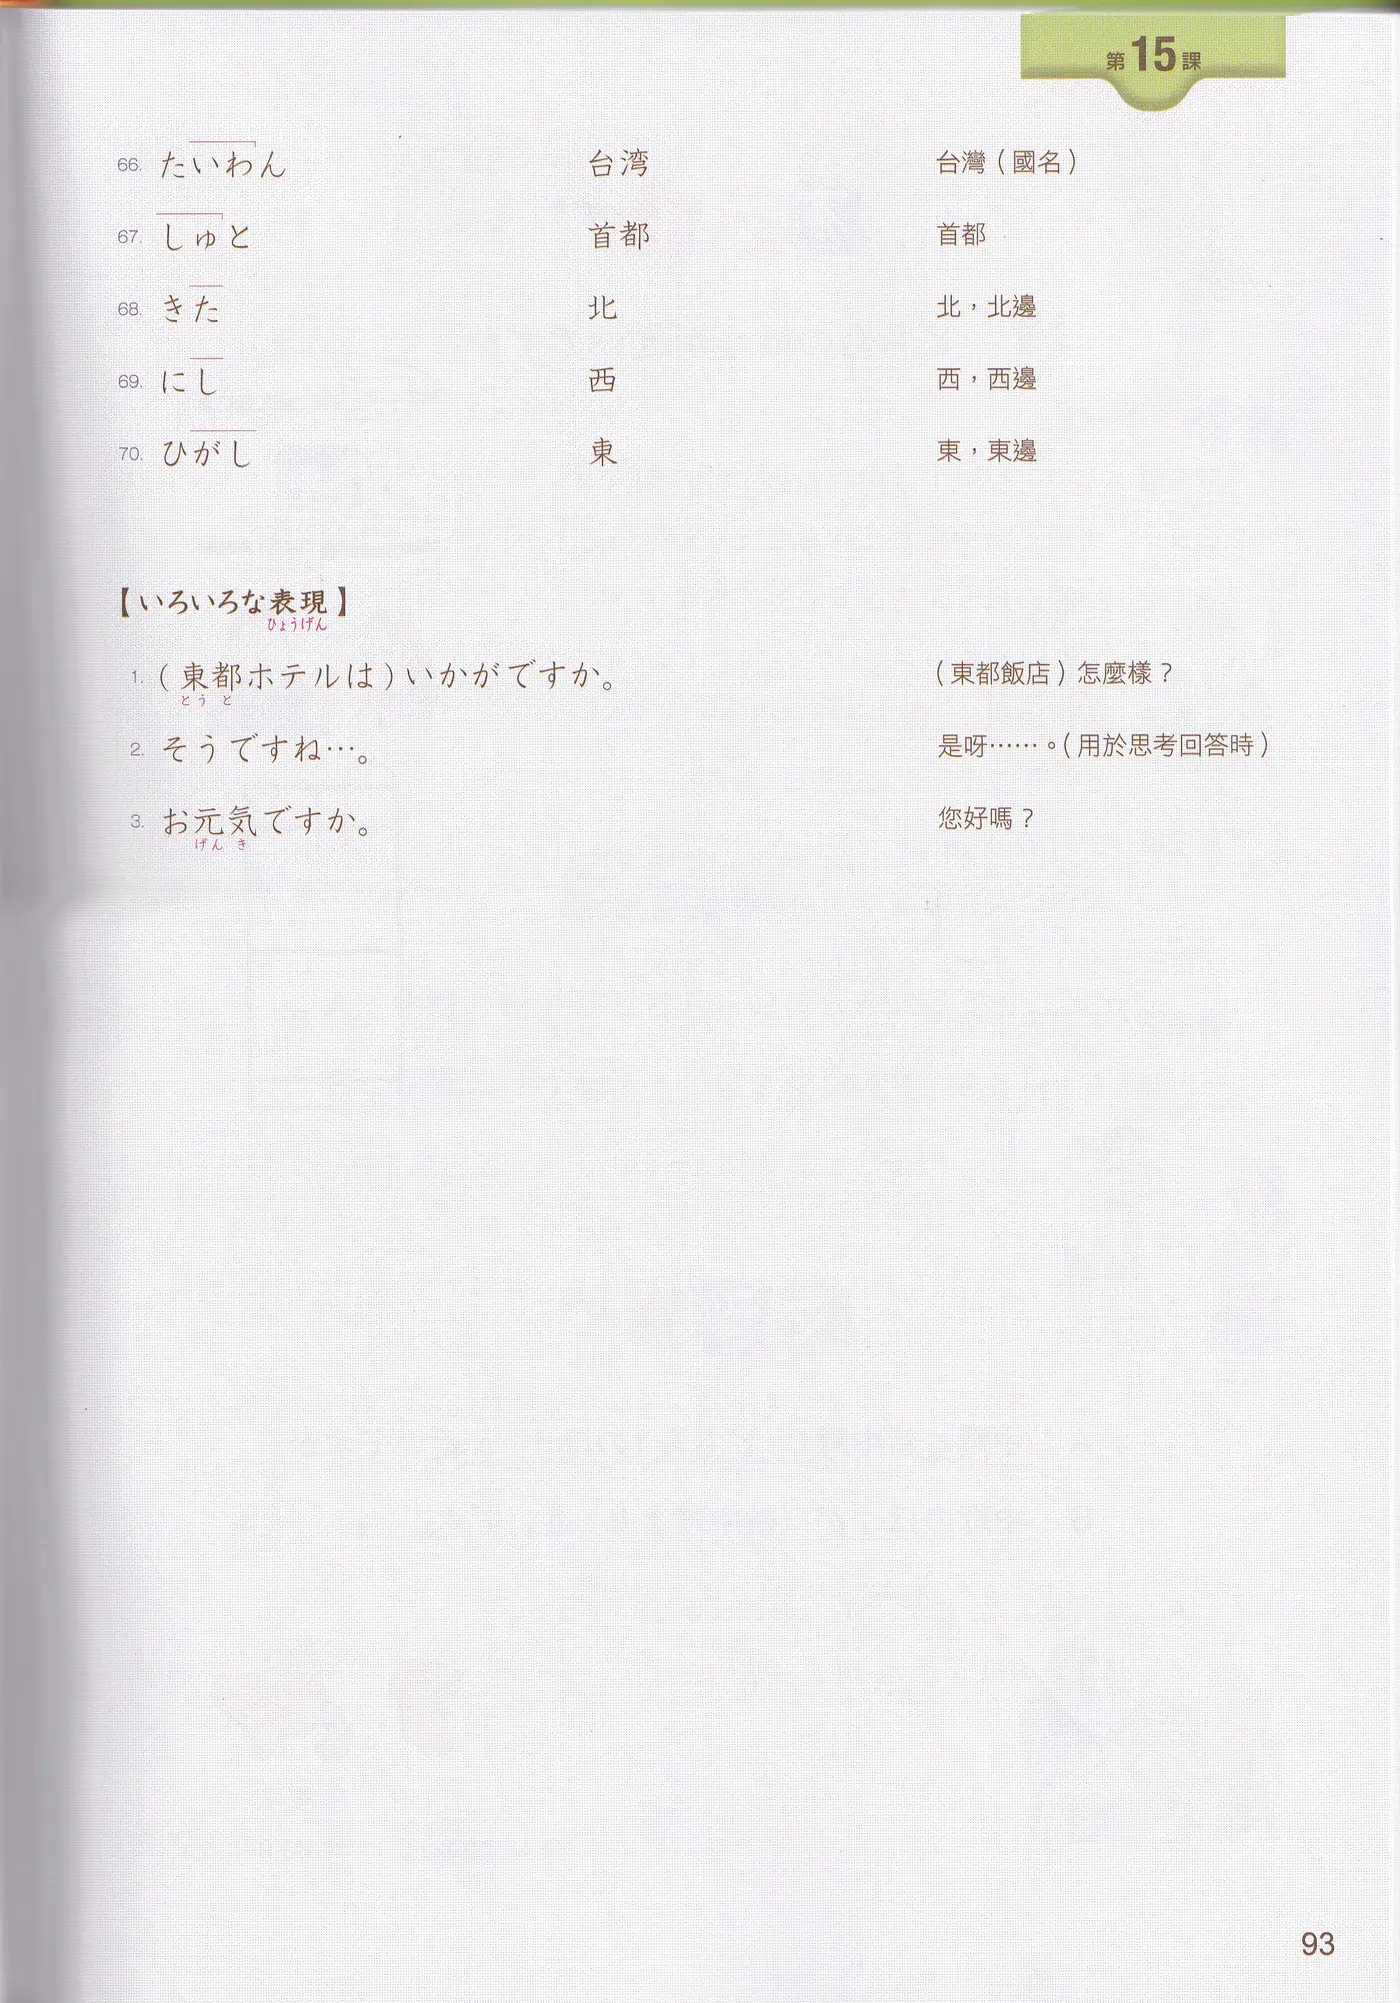 第15課
66. たいわん 台湾 台灣（國名）
67. しゅと 首都 首都
68. きた 北 北，北邊
69. にし 西 西，西邊
70. ひがし 東 東，東邊
【いろいろな表現】
ひょうげん
1.（東都ホテルは）いかがですか。 （東都飯店）怎麼樣？
とうと
2. そうですね…。 是呀……。（用於思考回答時）
3. お元気ですか。 您好嗎？
げんき
93